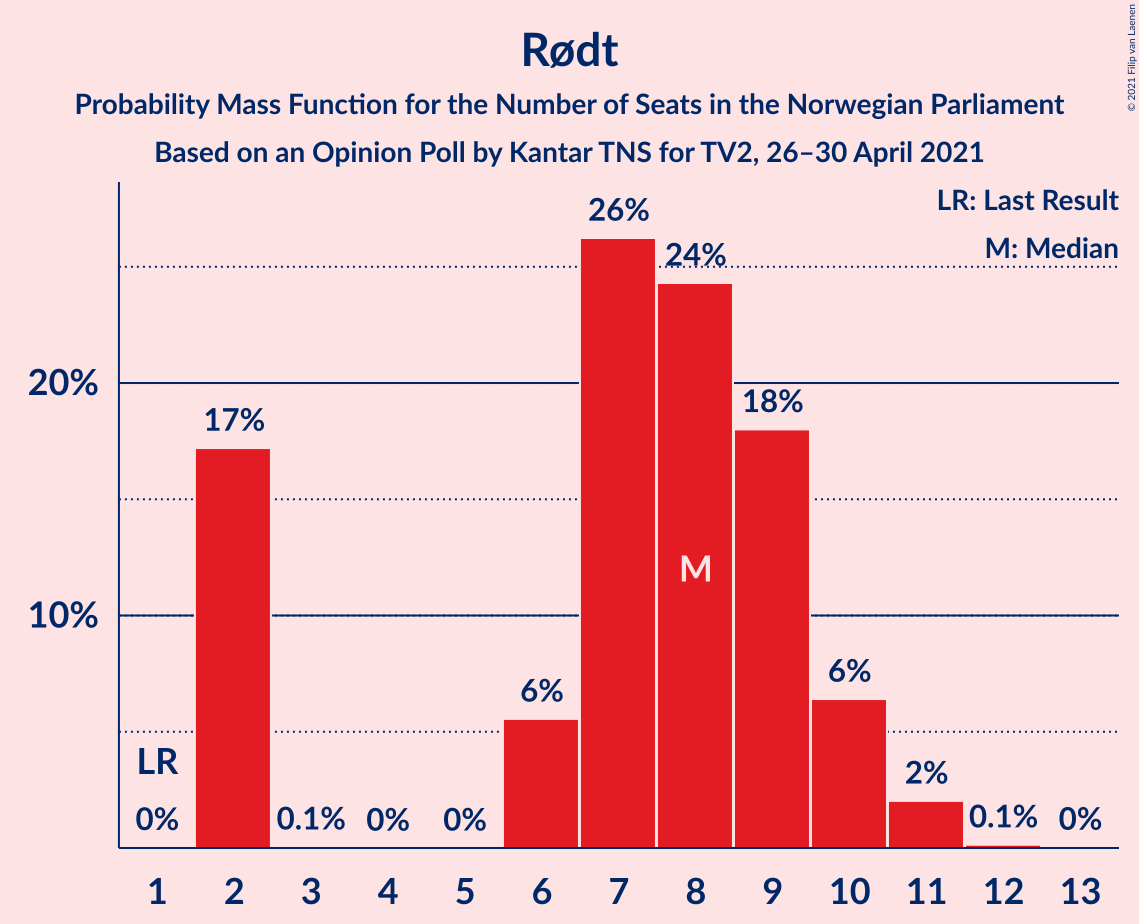 Rødt
Probability Mass Function for the Number of Seats in the Norwegian Parliament
Based on an Opinion Poll by Kantar TNS for TV2, 26–30 April 2021
© 2021 Filip van Laenen
LR: Last Result
M: Median
26%
24%
20%
18%
17%
M
10%
6%
6%
LR
2%
0%
0.1%
0%
0%
0.1%
0%
1 2 3 4 5 6 7 8 9 10 11 12 13